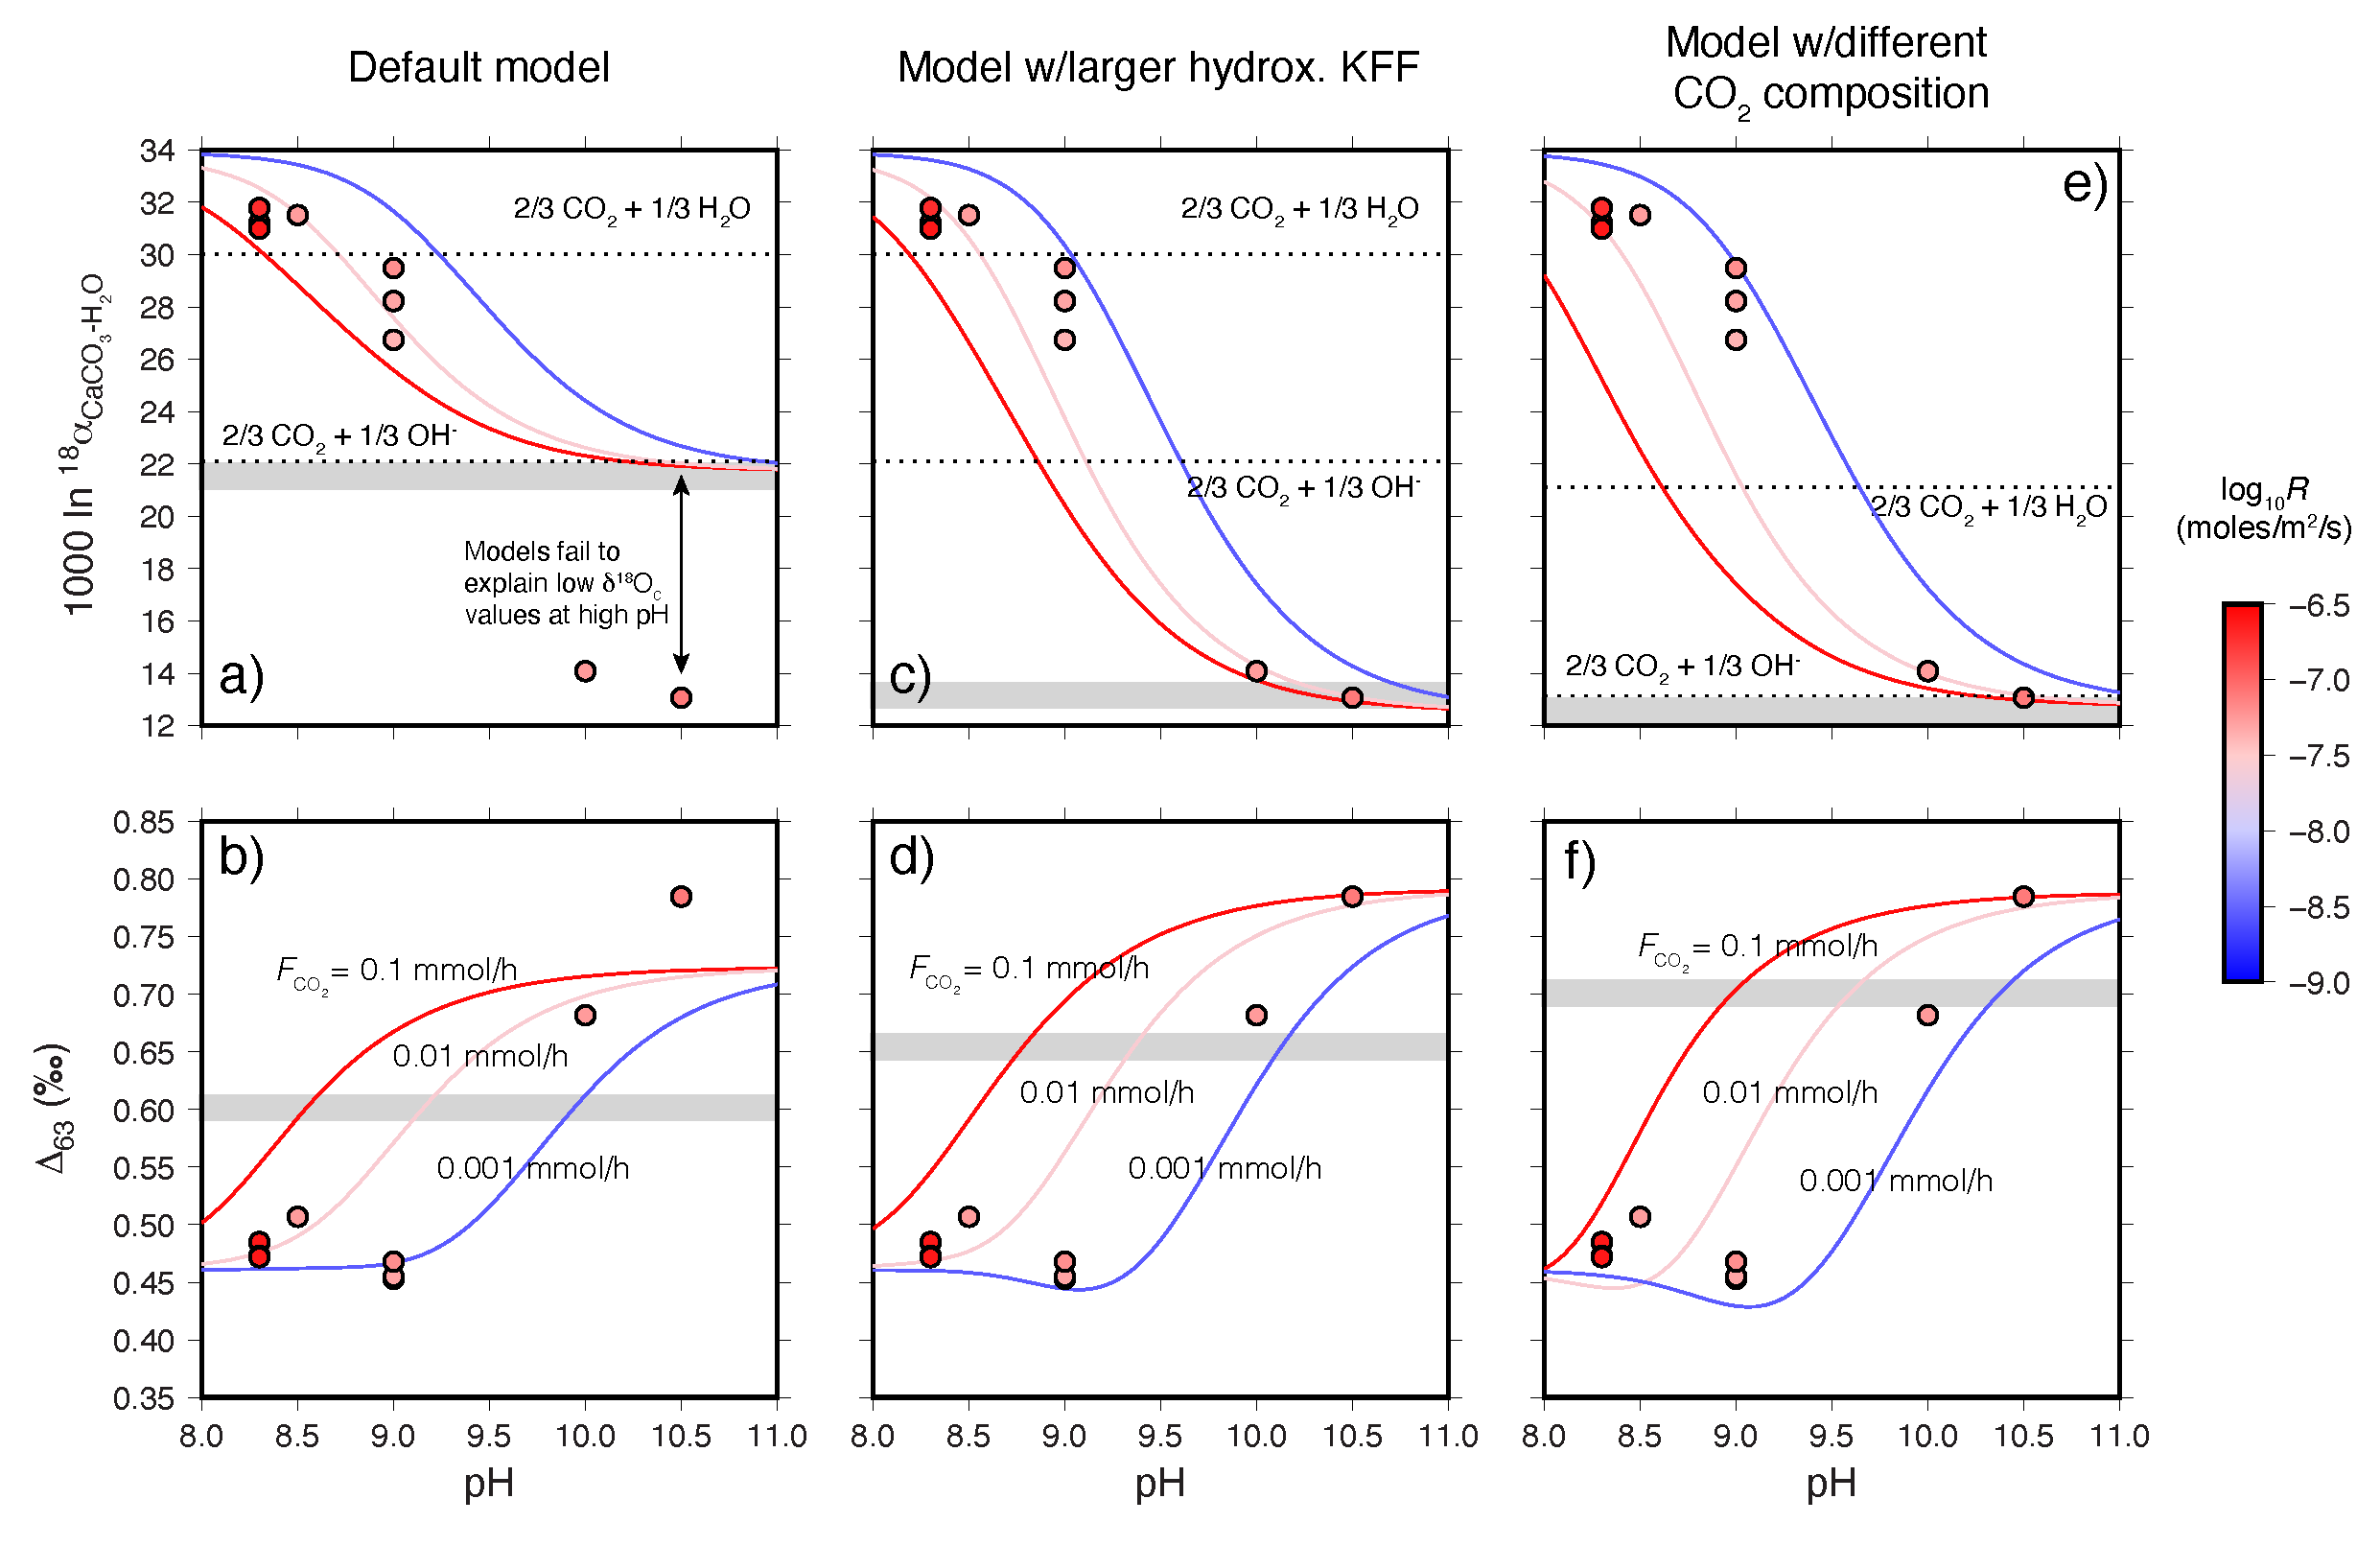 Default model
Model w/larger hydrox. KFF
Model w/different
CO₂ composition
1000 ln ¹⁸αCaCO₃-H₂O
34
32
30
28
26
24
22
20
18
16
14
12
2/3 CO₂ + 1/3 H₂O
2/3 CO₂ + 1/3 OH⁻
Models fail to
explain low δ¹⁸Oc
values at high pH
a)
2/3 CO₂ + 1/3 H₂O
2/3 CO₂ + 1/3 OH⁻
c)
e)
2/3 CO₂ + 1/3 H₂O
2/3 CO₂ + 1/3 OH⁻
log₁₀R
(moles/m²/s)
−6.5
−7.0
−7.5
−8.0
−8.5
−9.0
Δ₆₃ (‰)
0.85
0.80
0.75
0.70
0.65
0.60
0.55
0.50
0.45
0.40
0.35
b)
FCO₂ = 0.1 mmol/h
0.01 mmol/h
0.001 mmol/h
d)
FCO₂ = 0.1 mmol/h
0.01 mmol/h
0.001 mmol/h
f)
FCO₂ = 0.1 mmol/h
0.01 mmol/h
0.001 mmol/h
8.0 8.5 9.0 9.5 10.0 10.5 11.0
8.0 8.5 9.0 9.5 10.0 10.5 11.0
8.0 8.5 9.0 9.5 10.0 10.5 11.0
pH
pH
pH